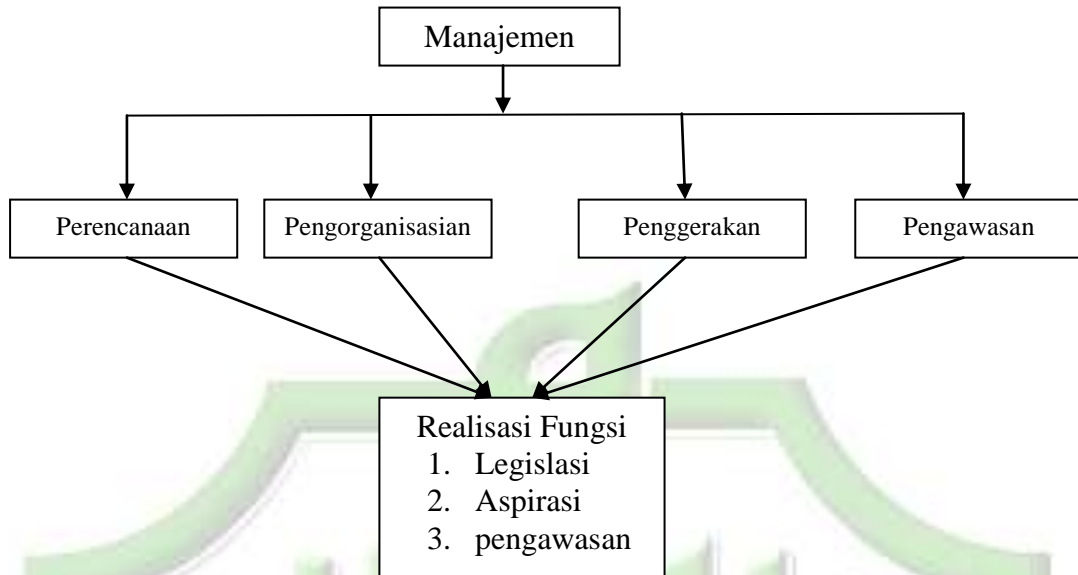 Manajemen
Perencanaan
Pengorganisasian
Penggerakan
Pengawasan
Realisasi Fungsi
1. Legislasi
2. Aspirasi
3. pengawasan